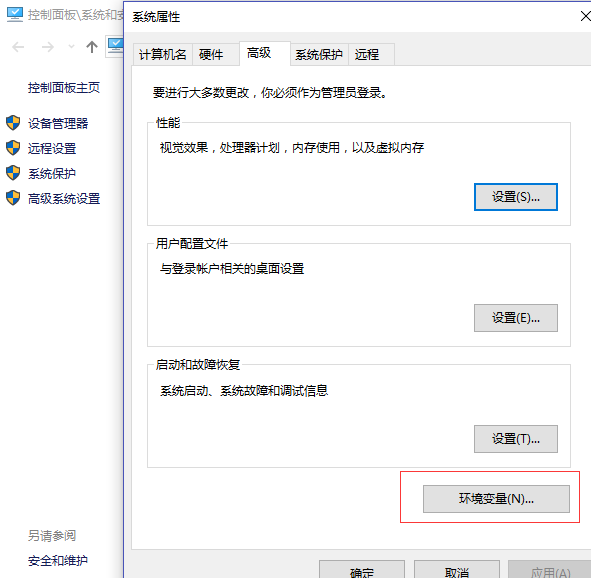 控制面板\系统和安
控制面板主页
设备管理器
远程设置
系统保护
高级系统设置
另请参阅
安全和维护
系统属性
计算机名 硬件 高级 系统保护 远程
要进行大多数更改，你必须作为管理员登录。
性能
视觉效果，处理器计划，内存使用，以及虚拟内存
设置(S)...
用户配置文件
与登录帐户相关的桌面设置
设置(E)...
启动和故障恢复
系统启动、系统故障和调试信息
设置(T)...
环境变量(N)...
确定 取消 应用(A)